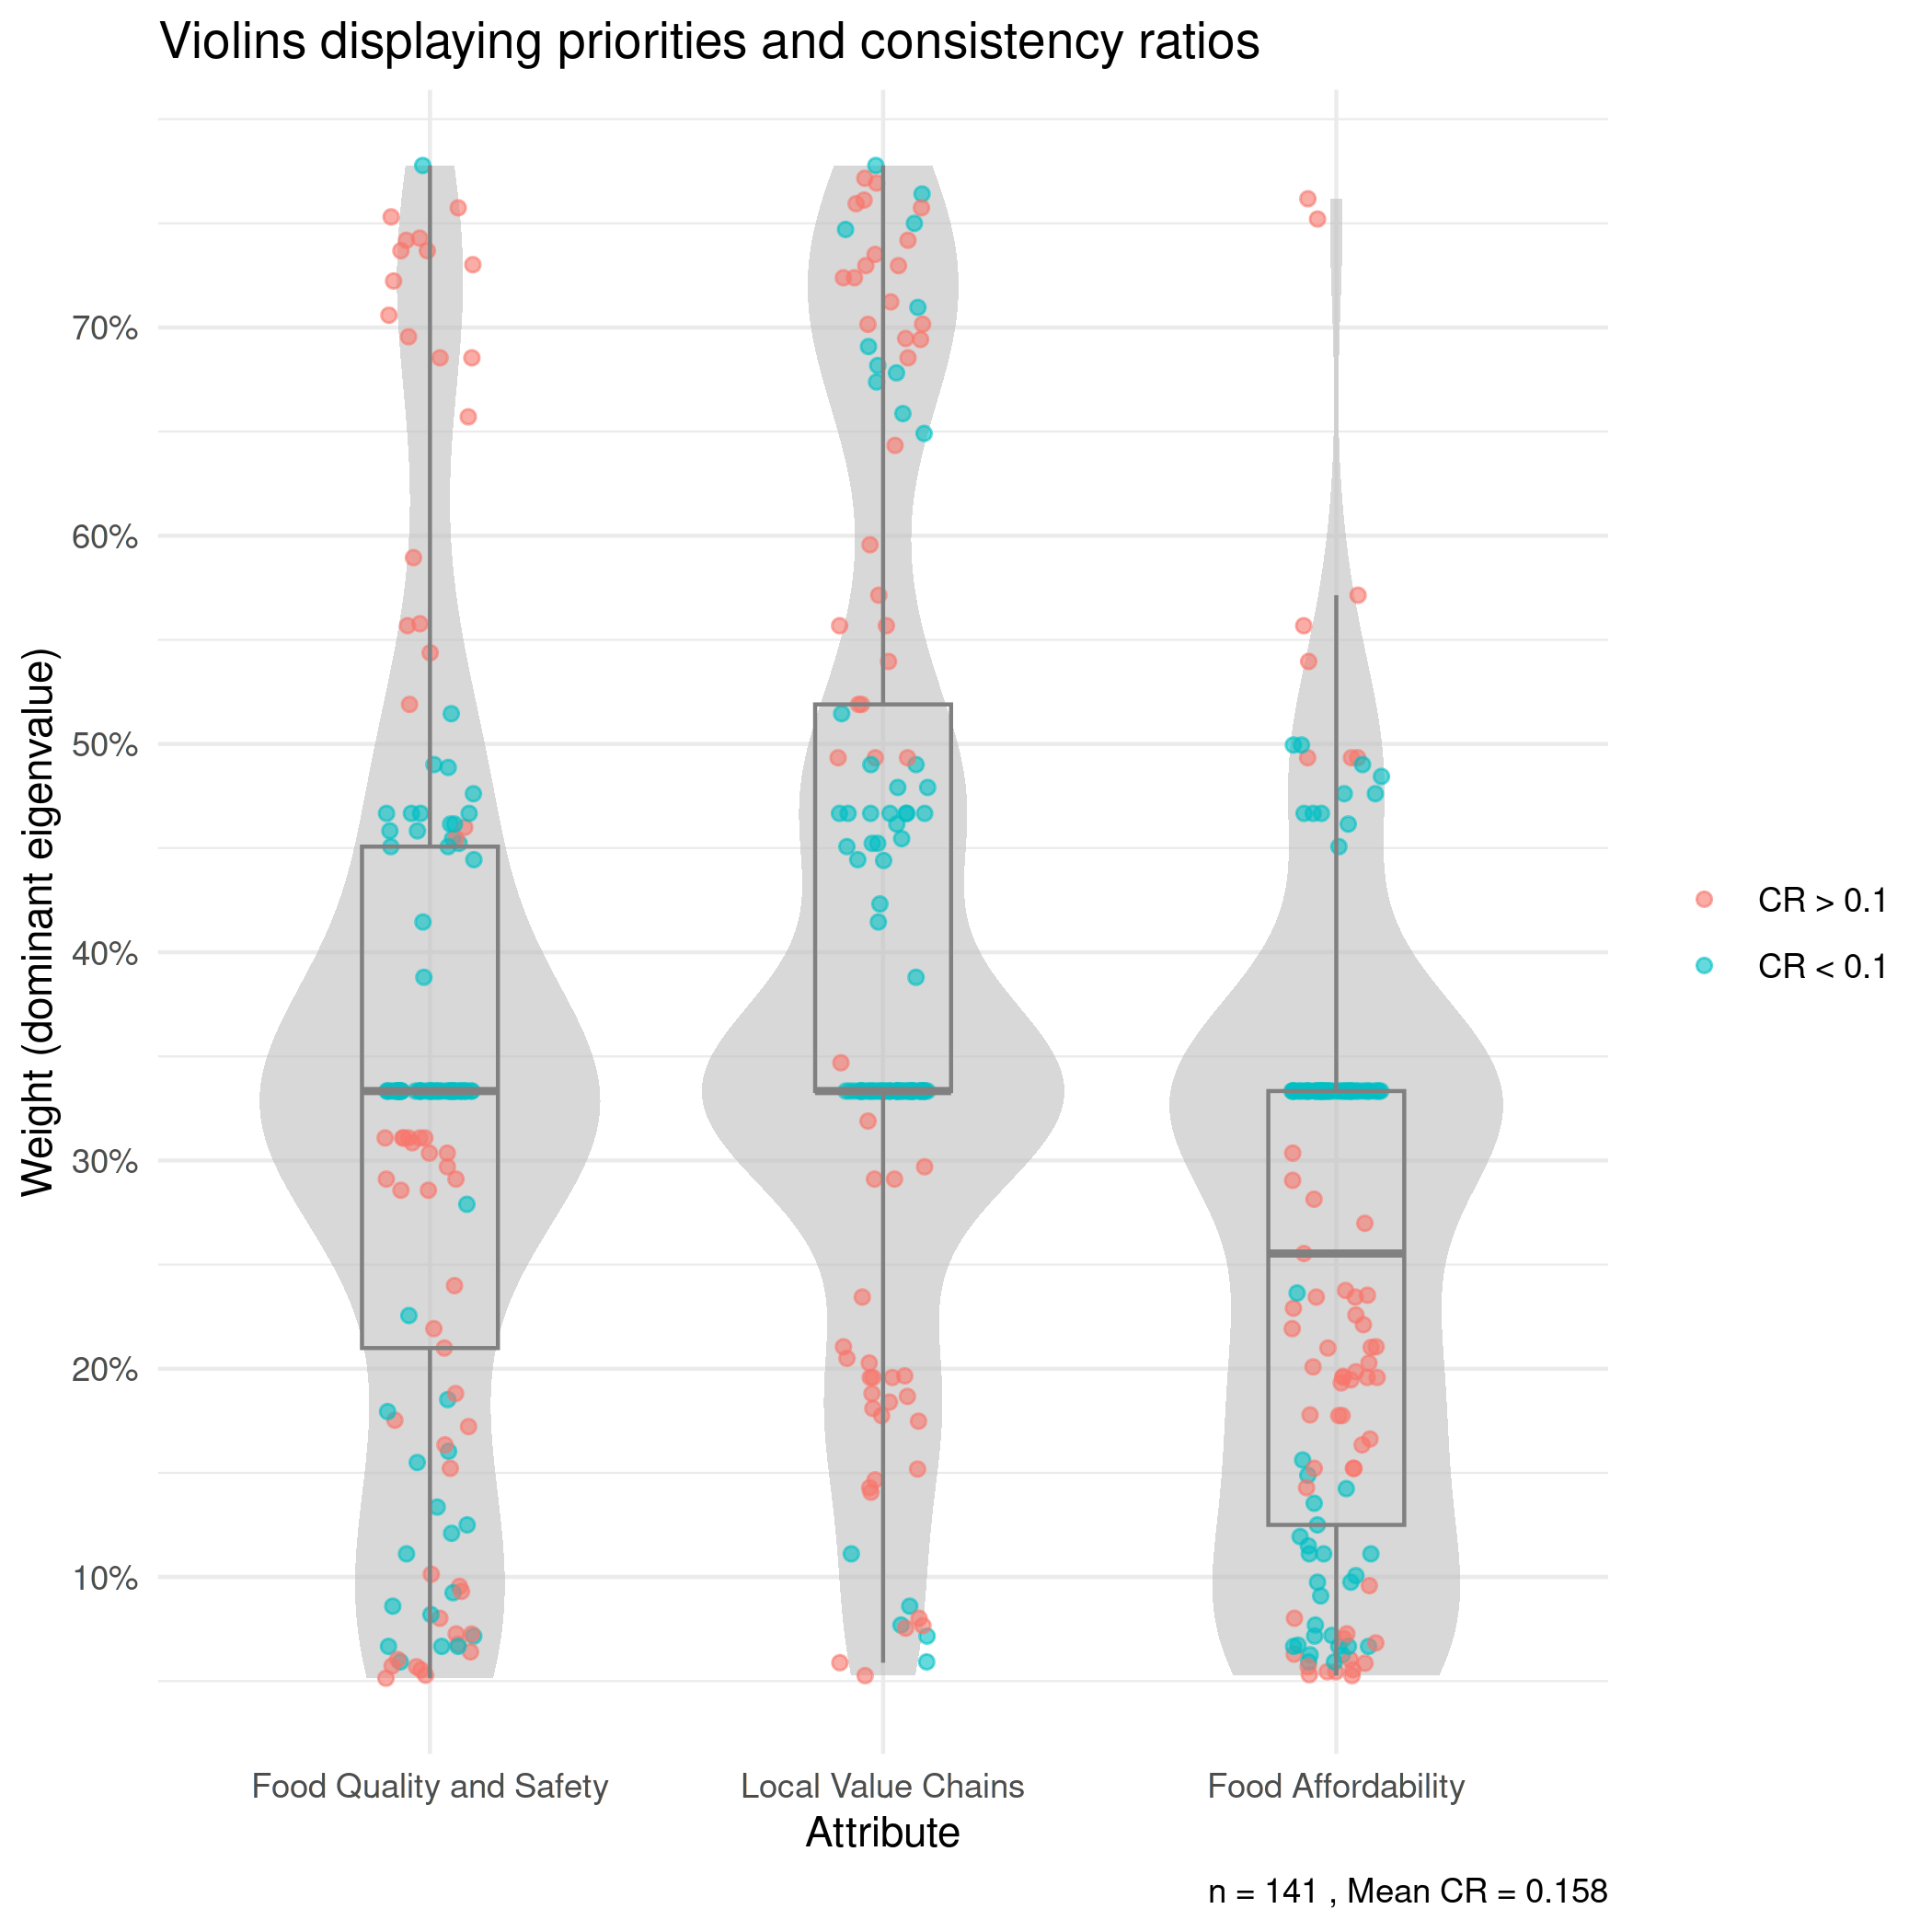 Violins displaying priorities and consistency ratios
Weight (dominant eigenvalue)
70%
60%
50%
40%
30%
20%
10%
CR > 0.1
CR < 0.1
Food Quality and Safety
Local Value Chains
Food Affordability
Attribute
n = 141 , Mean CR = 0.158